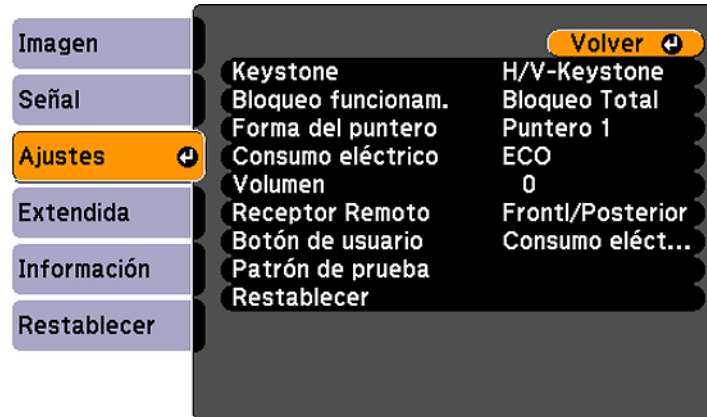 Imagen
Señal
Ajustes
Extendida
Información
Restablecer
Volver
Keystone H/V-Keystone
Bloqueo funcionam. Bloqueo Total
Forma del puntero Puntero 1
Consumo eléctrico ECO
Volumen 0
Receptor Remoto Frontl/Posterior
Botón de usuario Consumo eléct...
Patrón de prueba
Restablecer